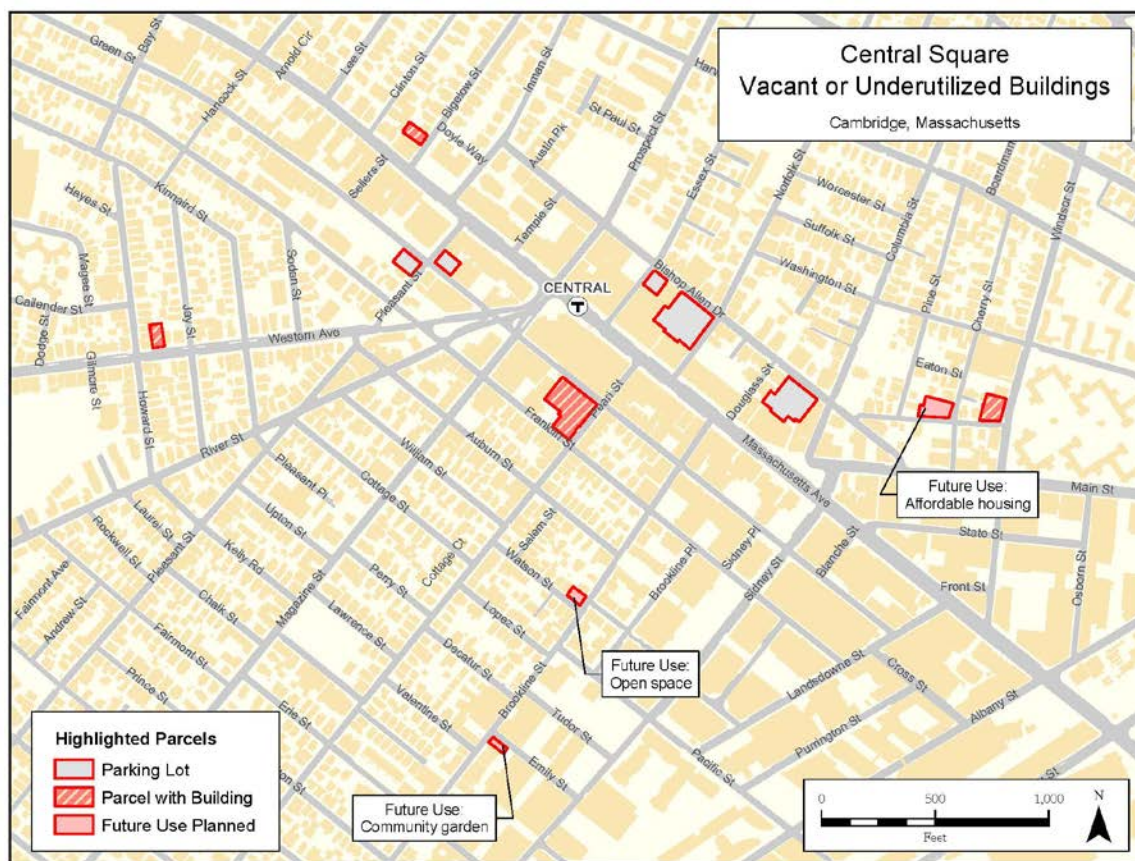 Central Square
Vacant or Underutilized Buildings
Cambridge, Massachusetts
Green St
Bay St
Hancock St
Arnold Cir
Lee St
Clinton St
Bigelow St
Doyle Way
Inman St
Austin Pk
St Paul St
Prospect St
Essex St
Norfolk St
Worcester St
Suffolk St
Washington St
Columbia St
Pine St
Cherry St
Windsor St
Hayes St
Kinnaird St
Sellers St
Temple St
Magee St
Jay St
Soden St
Pleasant St
Callender St
Dodge St
Gilmore St
Howard St
Western Ave
River St
CENTRAL
T
Bishop Allen Dr
Douglass St
Eaton St
Pearl St
Franklin St
Auburn St
William St
Cottage St
Massachusetts Ave
Main St
State St
Future Use:
Affordable housing
Pleasant Pl
Upton St
Perry St
Cottage Ct
Salem St
Watson St
Lopez St
Brookline Pl
Sidney Pl
Sidney St
Blanche St
Front St
Osborn St
Laurel St
Rockwell St
Kelly Rd
Pleasant St
Chalk St
Magazine St
Lawrence St
Fairmont Ave
Andrew St
Fairmont St
Prince St
Erie St
Decatur St
Valentine St
Brookline St
Tudor St
Emily St
Pacific St
Landsdowne St
Cross St
Purrington St
Albany St
Future Use:
Open space
Future Use:
Community garden
Highlighted Parcels
Parking Lot
Parcel with Building
Future Use Planned
0 500 1,000
Feet
N